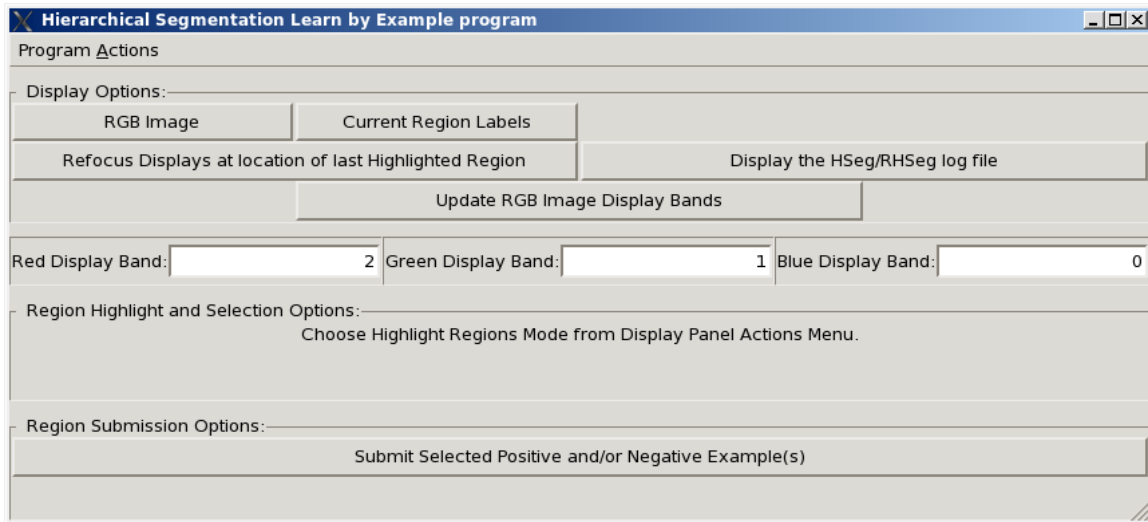 Hierarchical Segmentation Learn by Example program
Program Actions
Display Options:
RGB Image Current Region Labels
Refocus Displays at location of last Highlighted Region Display the HSeg/RHSeg log file
Update RGB Image Display Bands
Red Display Band: 2 Green Display Band: 1 Blue Display Band: 0
Region Highlight and Selection Options:
Choose Highlight Regions Mode from Display Panel Actions Menu.
Region Submission Options:
Submit Selected Positive and/or Negative Example(s)